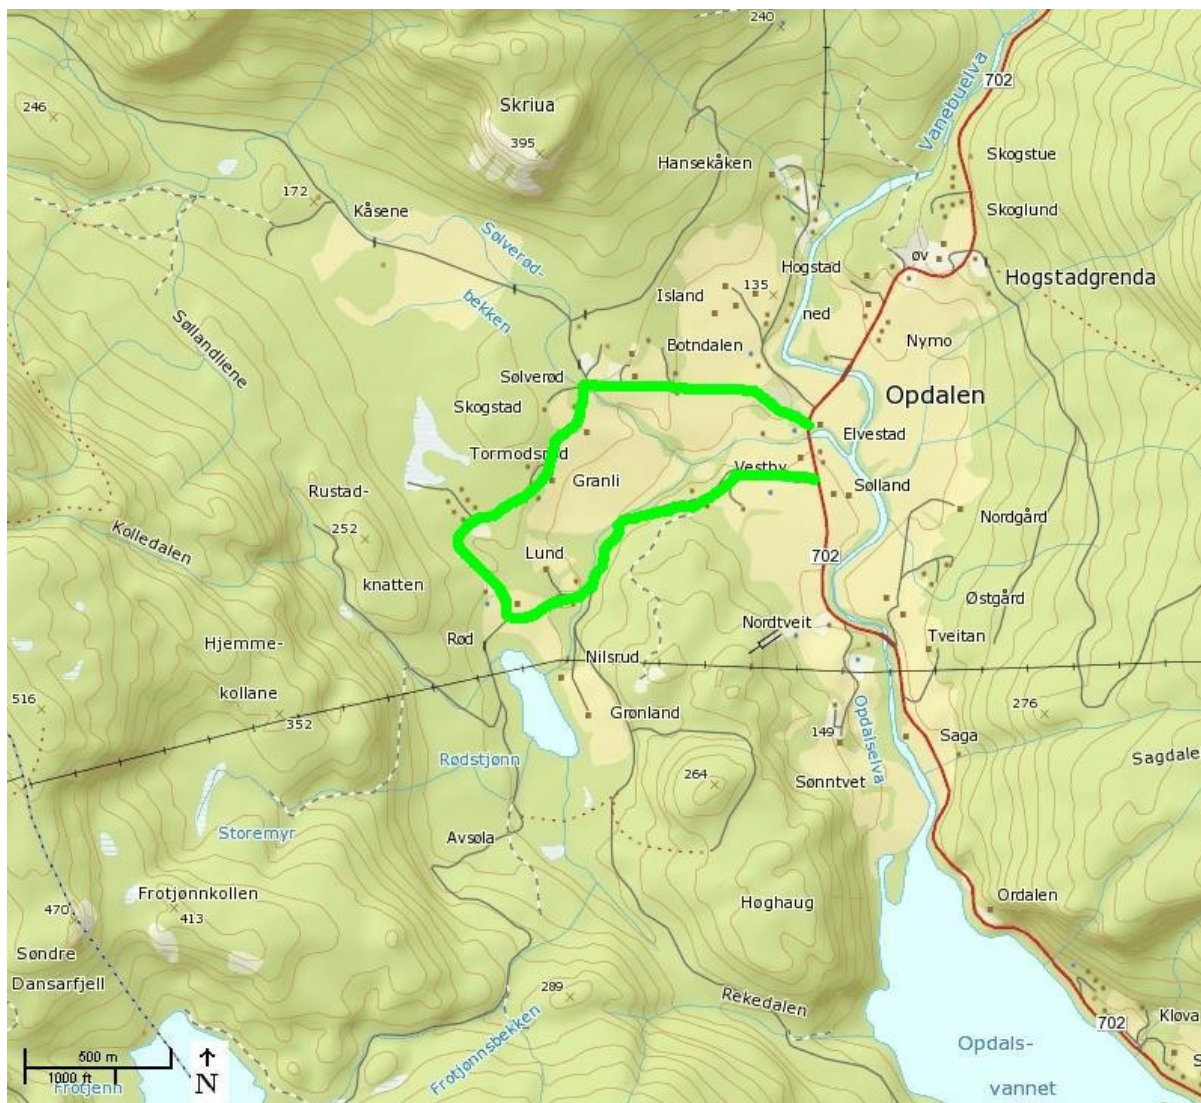 240
702
Vanebuelva
246
Skriua
395
Hansekåken
Skogstue
172
Kåsene
Skoglund
Sølverød-
bekken
Hogstad
øv
Hogstadgrenda
Island
135
ned
Søllandliene
Botndalen
Nymo
Sølverød
Skogstad
Opdalen
Elvestad
Vestby
Granli
Sølland
Rustad-
252
knatten
Nordgård
Kolledalen
Lund
702
Østgård
Nordtveit
Tveitan
Hjemme-
kollane
Rød
Nilsrud
516
352
Grønland
149
Opdalselva
276
Saga
Sagdale
Rødstjønn
264
Sønntvet
Storemyr
Avsøla
Frotjønnkollen
413
470
Høghaug
Ordalen
Søndre
Dansarfjell
289
Rekedalen
Frotjønnsbekken
702
Kløva
500 m
1000 ft
N
Frotjenn
Opdals-
vannet
S